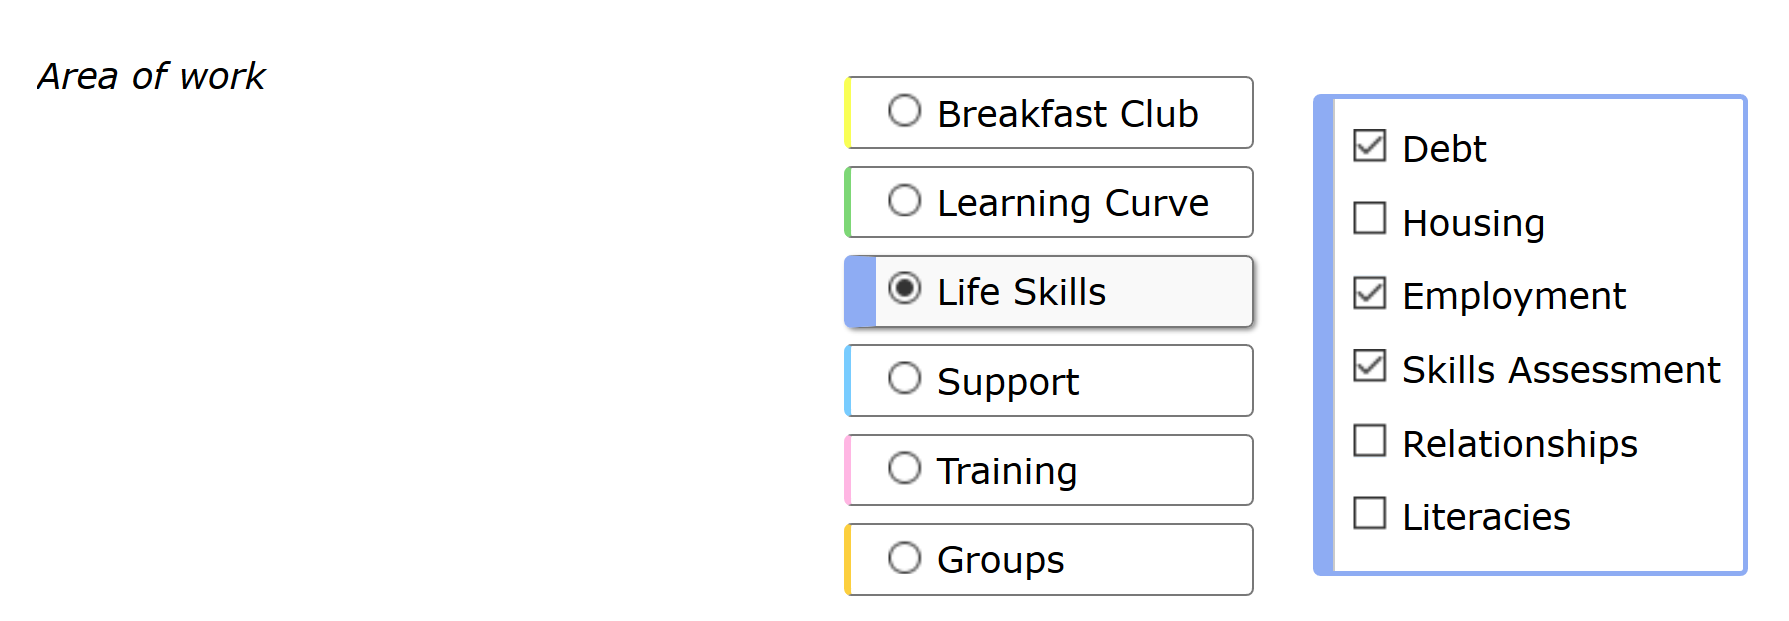 Area of work
Breakfast Club
Learning Curve
Life Skills
Support
Training
Groups
Debt
Housing
Employment
Skills Assessment
Relationships
Literacies